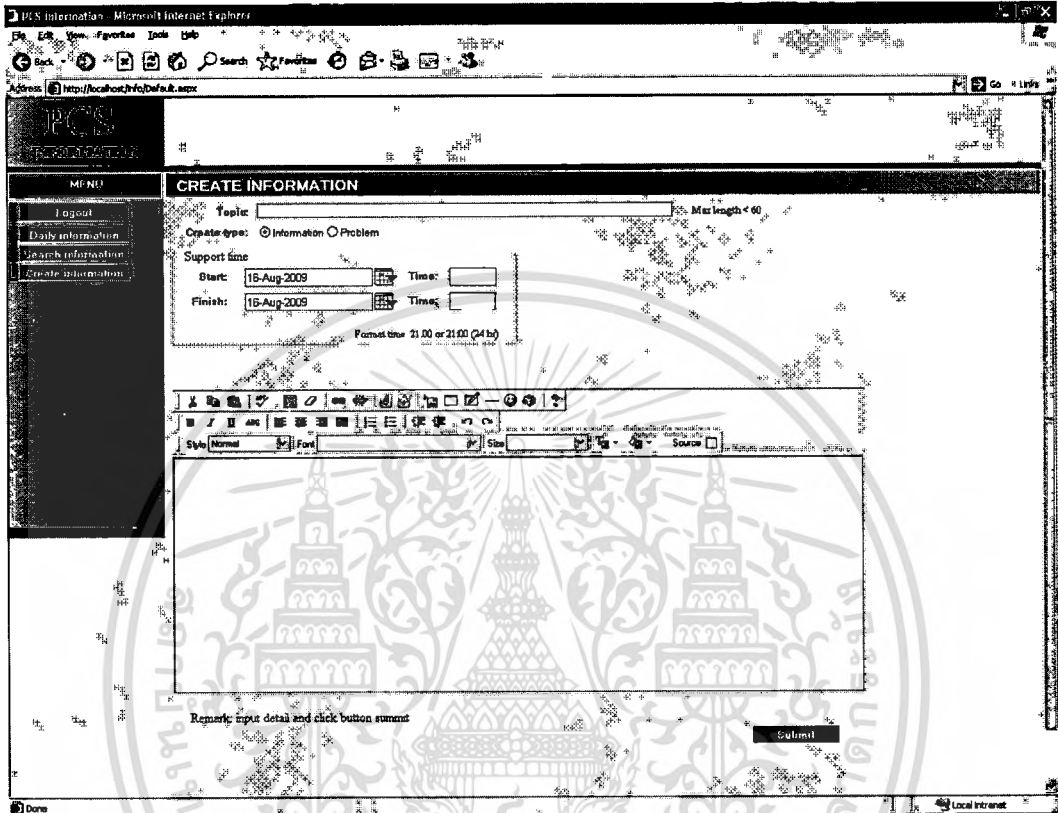 PCS Information - Microsoft Internet Explorer
File Edit View Favorites Tools Help
Back Search Favorites
Address http://localhost/Info/Default.aspx Go Links
PCS
INFORMATION
MENU
Logout
Daily information
Search information
Create information
CREATE INFORMATION
Topic: Max length < 60
Create type: Information Problem
Support time
Start: 16-Aug-2009 Time:
Finish: 16-Aug-2009 Time:
Format time 21.00 or 21:00 (24 hr)
B I U ABC
Style Normal Font Size Source
Remark: input detail and click button summit
Submit
Done Local intranet